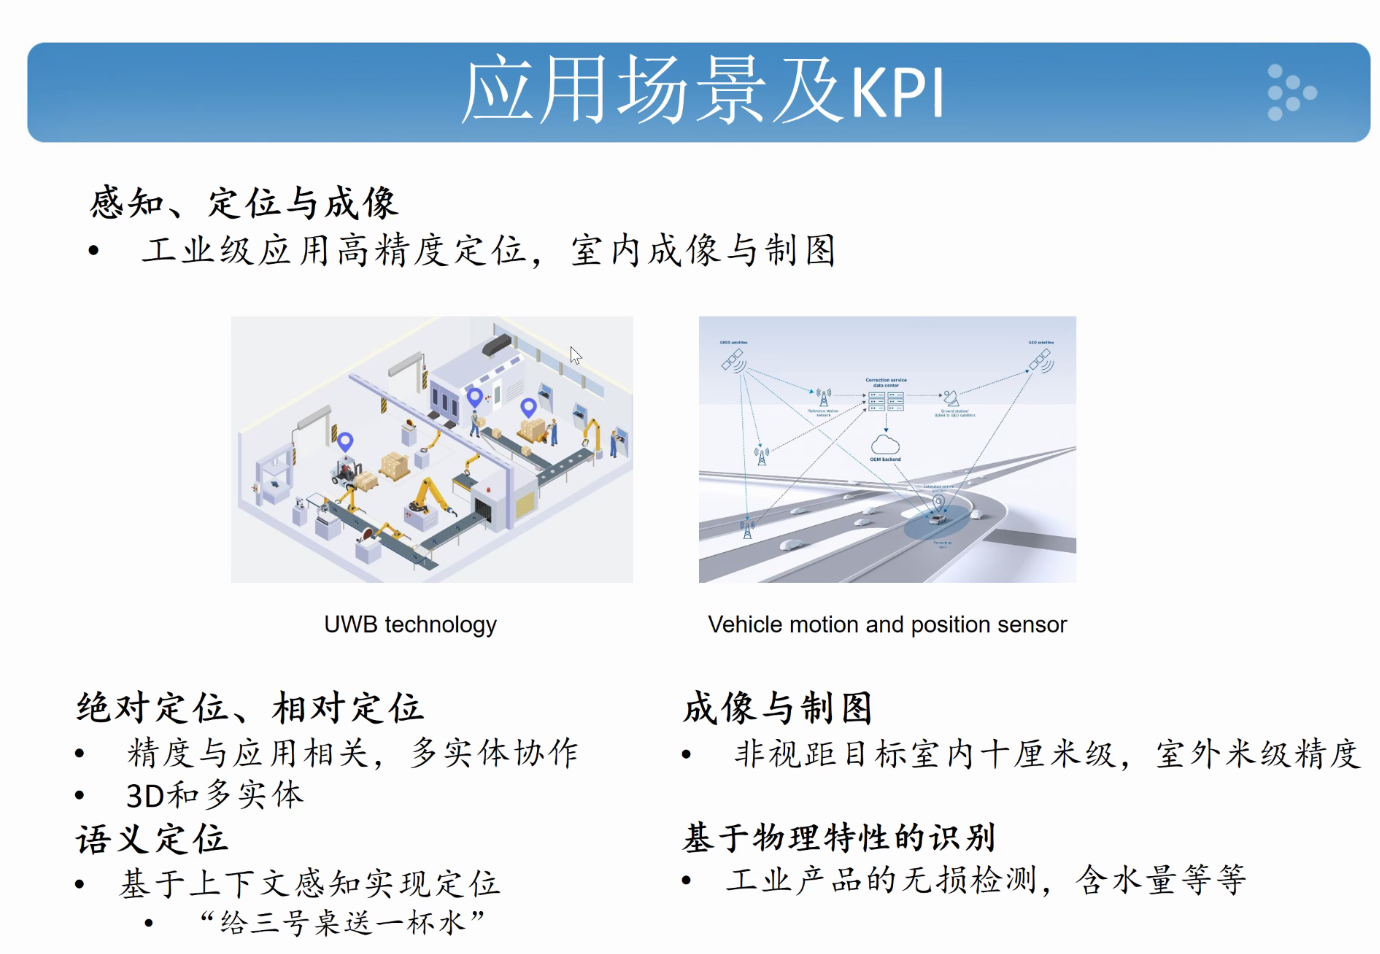 应用场景及KPI
感知、定位与成像
• 工业级应用高精度定位，室内成像与制图
Correction service
data center
OEM Backend
UWB technology
Vehicle motion and position sensor
绝对定位、相对定位
• 精度与应用相关，多实体协作
• 3D和多实体
语义定位
• 基于上下文感知实现定位
• “给三号桌送一杯水”
成像与制图
• 非视距目标室内十厘米级，室外米级精度
基于物理特性的识别
• 工业产品的无损检测，含水量等等